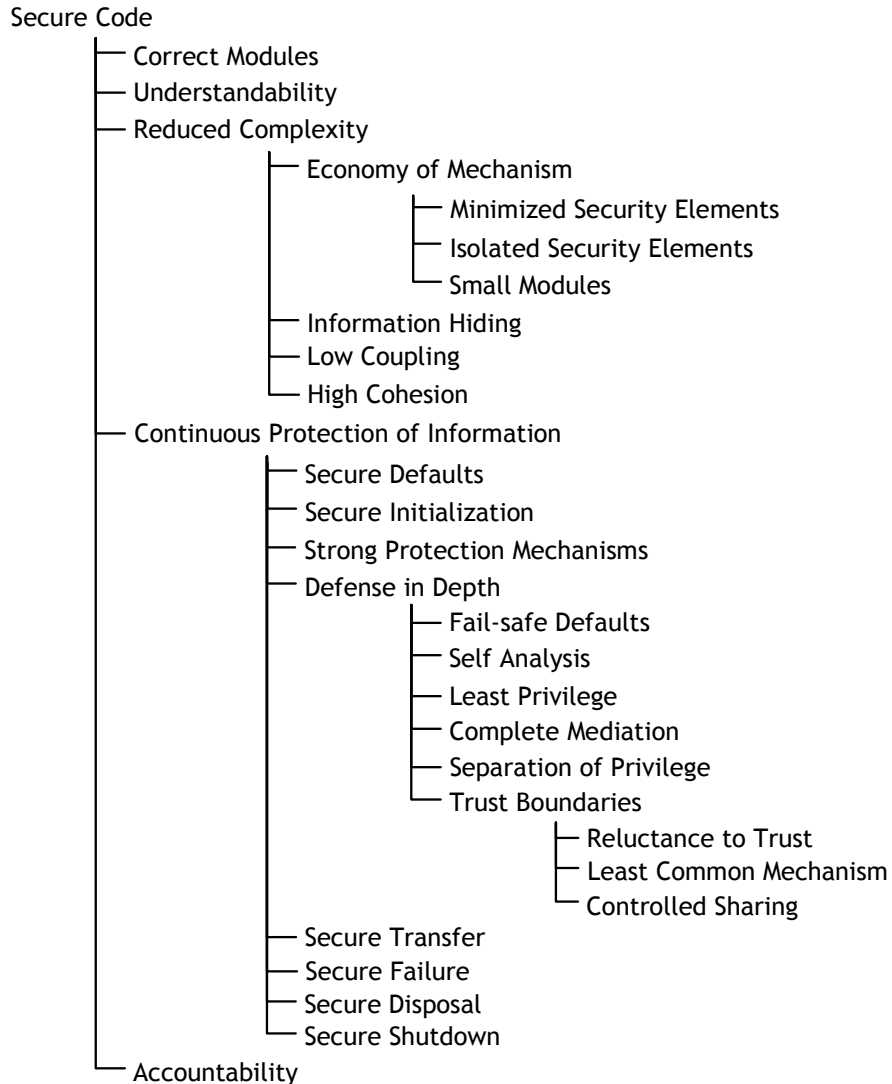 Secure Code
Correct Modules
Understandability
Reduced Complexity
Economy of Mechanism
Minimized Security Elements
Isolated Security Elements
Small Modules
Information Hiding
Low Coupling
High Cohesion
Continuous Protection of Information
Secure Defaults
Secure Initialization
Strong Protection Mechanisms
Defense in Depth
Fail-safe Defaults
Self Analysis
Least Privilege
Complete Mediation
Separation of Privilege
Trust Boundaries
Reluctance to Trust
Least Common Mechanism
Controlled Sharing
Secure Transfer
Secure Failure
Secure Disposal
Secure Shutdown
Accountability